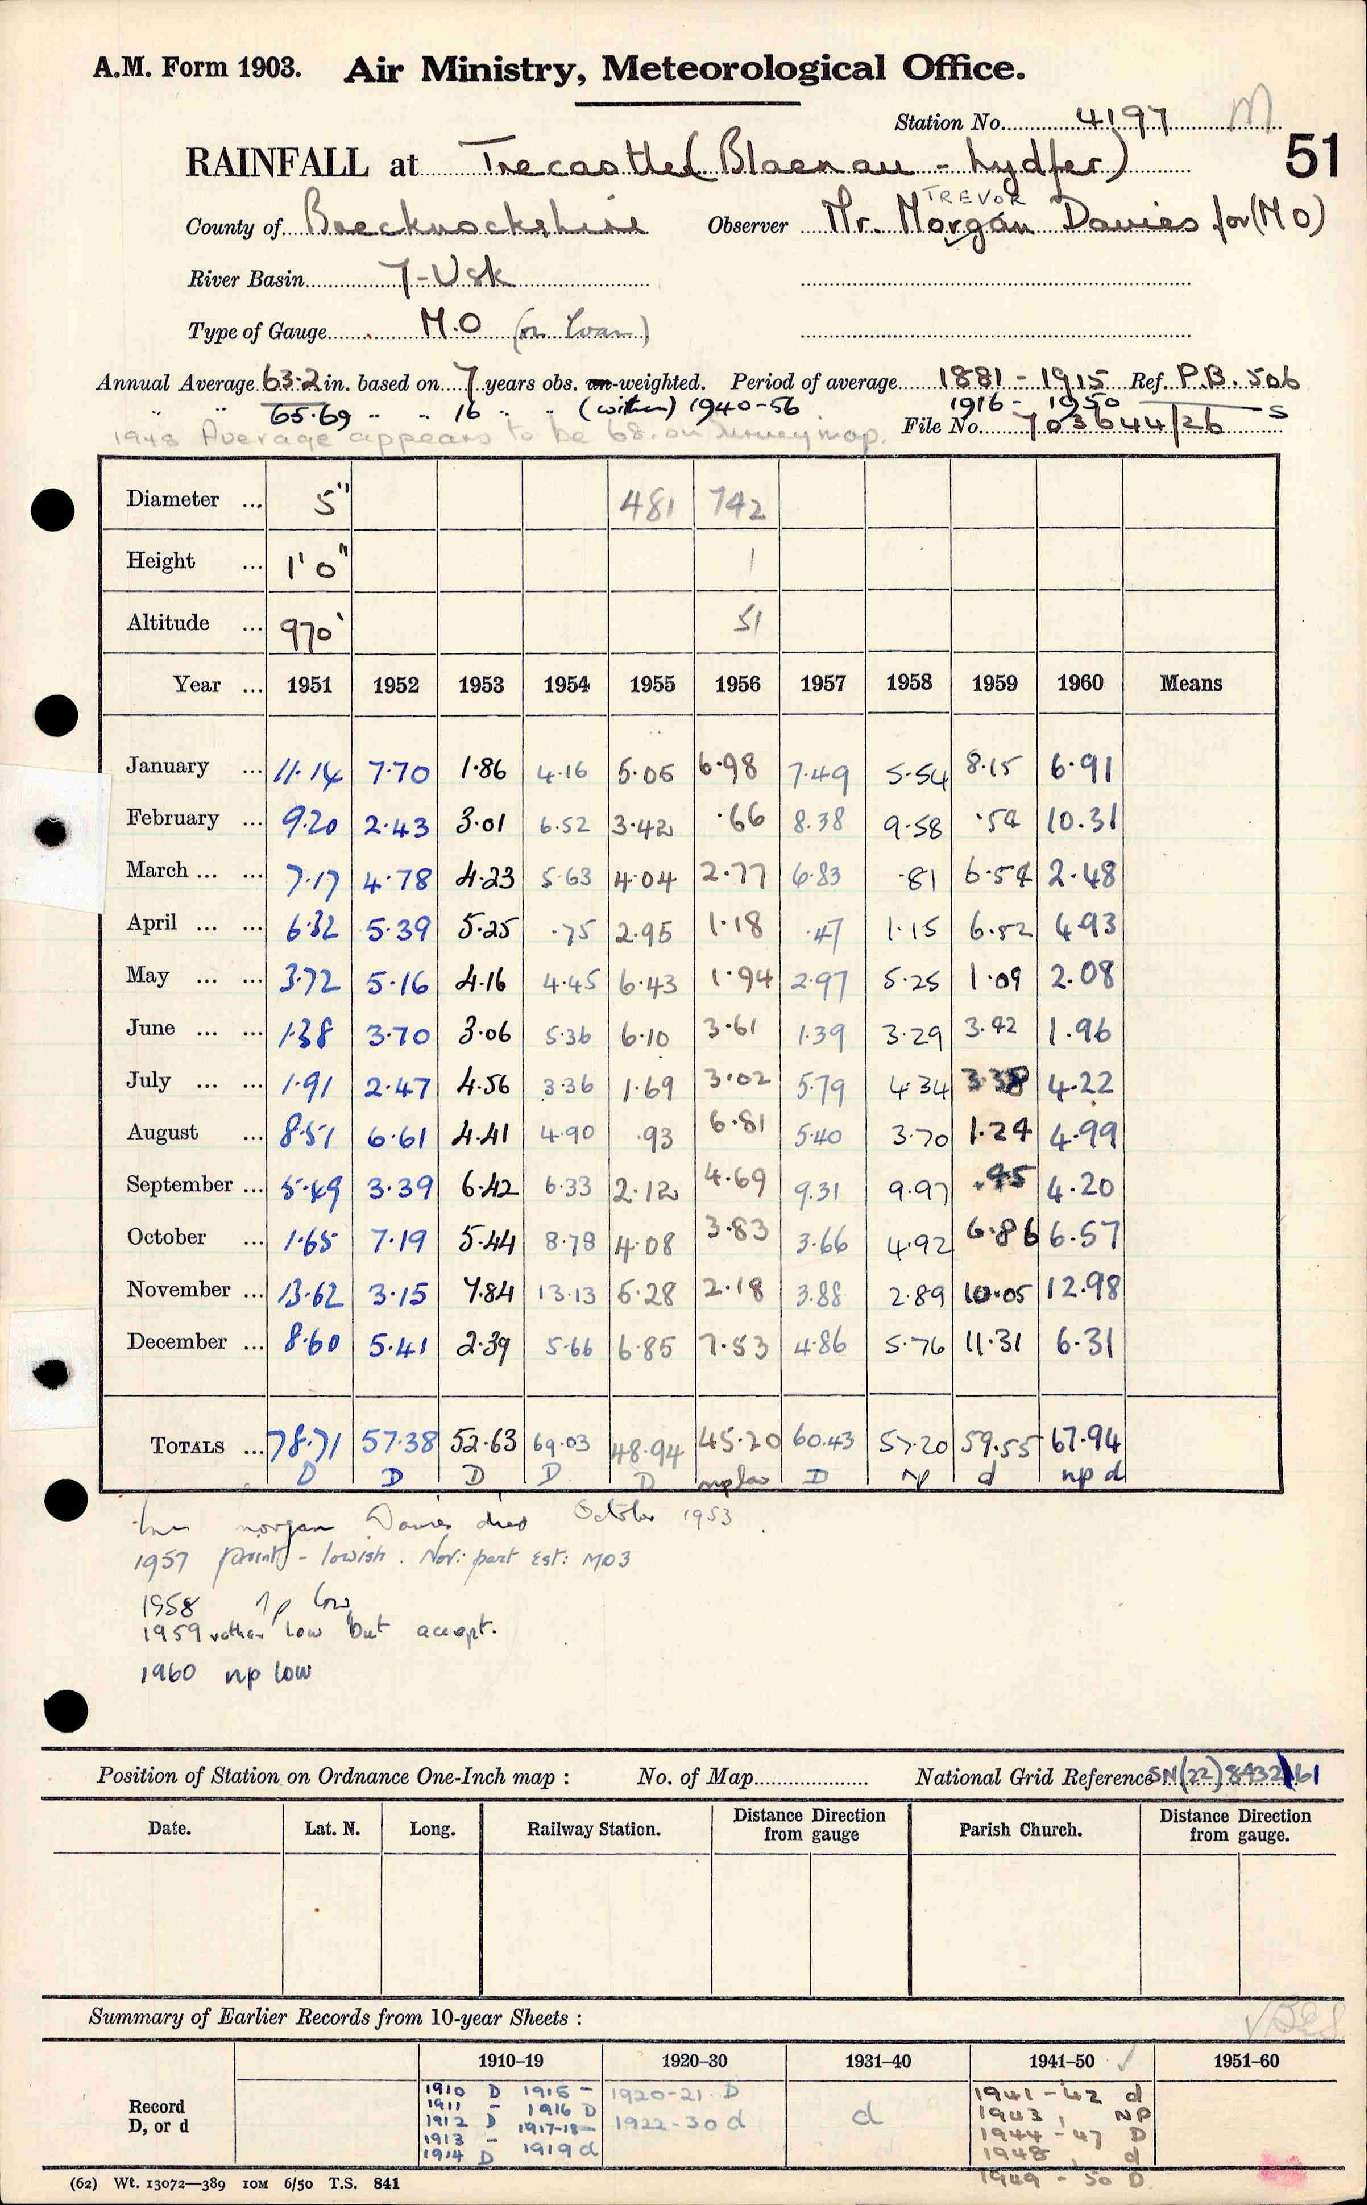 A.M. Form 1903. Air Ministry, Meteorological Office.
Station No. 4197 M
51
RAINFALL at Trecastle (Blaenau - Lydfer)
TREVOR
County of Brecknockshire Observer Mr. Morgan Davies for (M O)
River Basin 7-Usk
Type of Gauge M.O (on loan)
Annual Average 63.2 in. based on 7 years obs. un-weighted. Period of average 1881 - 1915 Ref. P.B. 506
" " 65.69 " " 16 " " (within) 1940-56 1916 - 1950 S
File No. 703644/26
1948 Average appears to be 68. on Survey map.
Diameter ... 5" 481 742
Height ... 1' 0" 1
Altitude ... 970' 51
Year ... 1951 1952 1953 1954 1955 1956 1957 1958 1959 1960 Means
January ... 11.14 7.70 1.86 4.16 5.05 6.98 7.49 5.54 8.15 6.91
February ... 9.20 2.43 3.01 6.52 3.42 .66 8.38 9.58 .54 10.31
March ... ... 7.17 4.78 4.23 5.63 4.04 2.77 6.83 .81 6.54 2.48
April ... ... 6.32 5.39 5.25 .75 2.95 1.18 .47 1.15 6.52 4.93
May ... ... 3.72 5.16 4.16 4.45 6.43 1.94 2.97 5.25 1.09 2.08
June ... ... 1.38 3.70 3.06 5.36 6.10 3.61 1.39 3.29 3.42 1.96
July ... ... 1.91 2.47 4.56 3.36 1.69 3.02 5.79 4.34 3.38 4.22
August ... 8.51 6.61 4.41 4.90 .93 6.81 5.40 3.70 1.24 4.99
September ... 5.49 3.39 6.42 6.33 2.12 4.69 9.31 9.97 .45 4.20
October ... 1.65 7.19 5.44 8.78 4.08 3.83 3.66 4.92 6.86 6.57
November ... 13.62 3.15 7.84 13.13 5.28 2.18 3.88 2.89 10.05 12.98
December ... 8.60 5.41 2.39 5.66 6.85 7.53 4.86 5.76 11.31 6.31
TOTALS ... 78.71 57.38 52.63 69.03 48.94 45.20 60.43 57.20 59.55 67.94
D D D D D np low D np d np d
Mr morgan Davies died October 1953.
1957 - lowish. Nov: part Est: MO3
1958 np low
1959 rather low but accept.
1960 np low
Position of Station on Ordnance One-Inch map : No. of Map National Grid Reference SN(22)8432161
Date. Lat. N. Long. Railway Station. Distance Direction from gauge Parish Church. Distance Direction from gauge.
Summary of Earlier Records from 10-year Sheets :
1910-19 1920-30 1931-40 1941-50 ✓ 1951-60
Record D, or d
1910 D 1915 - 1920-21 D d 1941-42 d
1911 - 1916 D 1922-30 d 1943, NP
1912 D 1917-18 - 1944-47 D
1913 - 1919 d 1948 d
1914 D 1949-50 D
(62) Wt. 13072—389 10M 6/50 T.S. 841